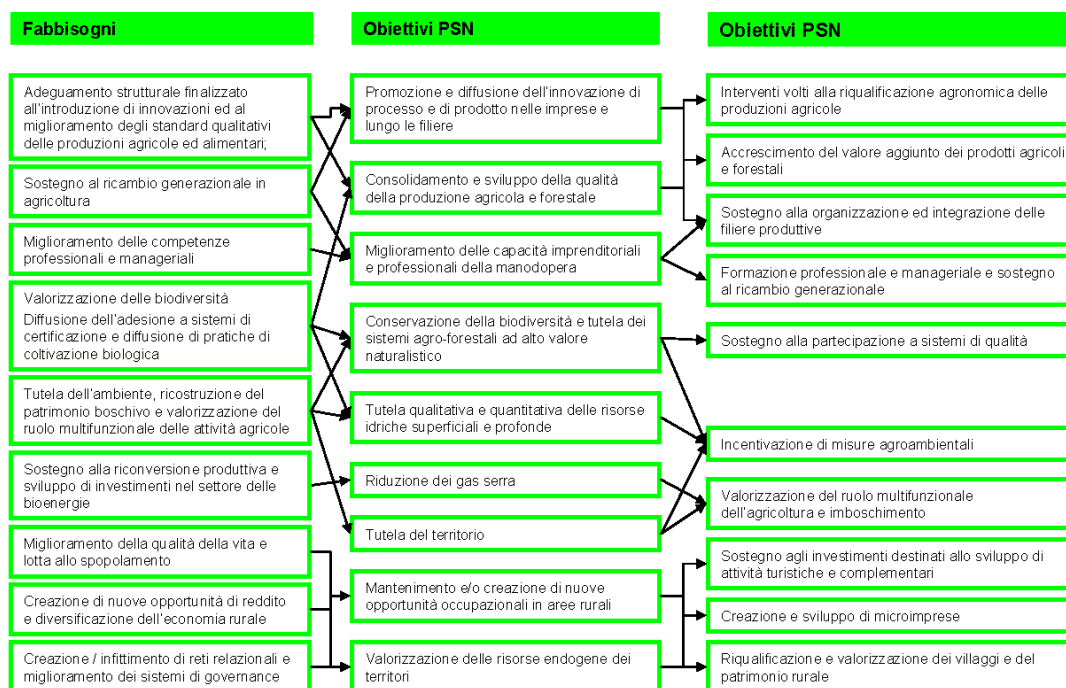 Fabbisogni
Obiettivi PSN
Obiettivi PSN
Adeguamento strutturale finalizzato
all'introduzione di innovazioni ed al
miglioramento degli standard qualitativi
delle produzioni agricole ed alimentari;
Sostegno al ricambio generazionale in
agricoltura
Miglioramento delle competenze
professionali e manageriali
Valorizzazione delle biodiversità
Diffusione dell'adesione a sistemi di
certificazione e diffusione di pratiche di
coltivazione biologica
Tutela dell'ambiente, ricostruzione del
patrimonio boschivo e valorizzazione del
ruolo multifunzionale delle attività agricole
Sostegno alla riconversione produttiva e
sviluppo di investimenti nel settore delle
bioenergie
Miglioramento della qualità della vita e
lotta allo spopolamento
Creazione di nuove opportunità di reddito
e diversificazione dell'economia rurale
Creazione / infittimento di reti relazionali e
miglioramento dei sistemi di governance
Promozione e diffusione dell'innovazione di
processo e di prodotto nelle imprese e
lungo le filiere
Consolidamento e sviluppo della qualità
della produzione agricola e forestale
Miglioramento delle capacità imprenditoriali
e professionali della manodopera
Conservazione della biodiversità e tutela dei
sistemi agro-forestali ad alto valore
naturalistico
Tutela qualitativa e quantitativa delle risorse
idriche superficiali e profonde
Riduzione dei gas serra
Tutela del territorio
Mantenimento e/o creazione di nuove
opportunità occupazionali in aree rurali
Valorizzazione delle risorse endogene dei
territori
Interventi volti alla riqualificazione agronomica delle
produzioni agricole
Accrescimento del valore aggiunto dei prodotti agricoli
e forestali
Sostegno alla organizzazione ed integrazione delle
filiere produttive
Formazione professionale e manageriale e sostegno
al ricambio generazionale
Sostegno alla partecipazione a sistemi di qualità
Incentivazione di misure agroambientali
Valorizzazione del ruolo multifunzionale
dell'agricoltura e imboschimento
Sostegno agli investimenti destinati allo sviluppo di
attività turistiche e complementari
Creazione e sviluppo di microimprese
Riqualificazione e valorizzazione dei villaggi e del
patrimonio rurale